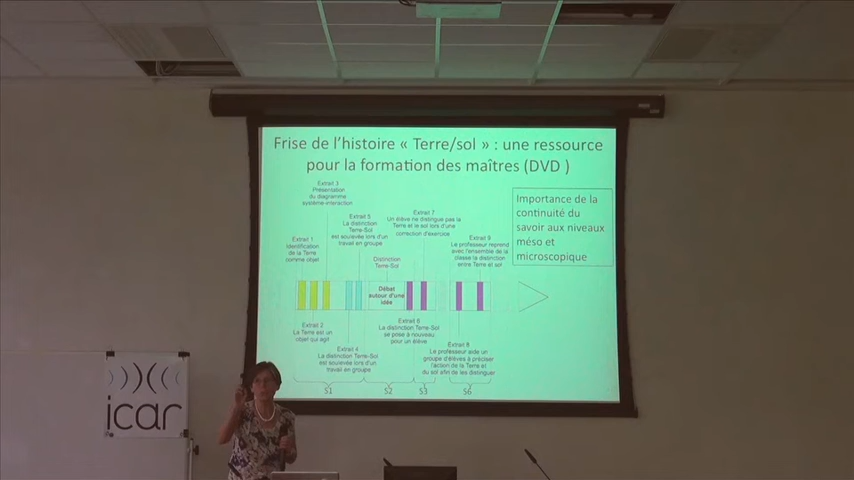 Frise de l'histoire « Terre/sol » : une ressource
pour la formation des maîtres (DVD )
Extrait 3
Présentation
du diagramme
système-interaction
Extrait 5
La distinction
Terre-Sol
est soulevée lors d'un
travail en groupe
Extrait 7
Un élève ne distingue pas la
Terre et le sol lors d'une
correction d'exercice
Extrait 1
Identification
de la Terre
comme objet
Distinction
Terre-Sol
Extrait 9
Le professeur reprend
avec l'ensemble de la
classe la distinction
entre Terre et sol
Importance de la
continuité du
savoir aux niveaux
méso et
microscopique
Débat
autour d'une
idée
Extrait 2
La Terre est un
objet qui agit
Extrait 4
La distinction Terre-Sol
est soulevée lors d'un
travail en groupe
Extrait 6
La distinction Terre-Sol
se pose à nouveau
pour un élève
Extrait 8
Le professeur aide un
groupe d'élèves à préciser
l'action de la Terre et
du sol afin de les distinguer
S1
S2
S3
S6
icar